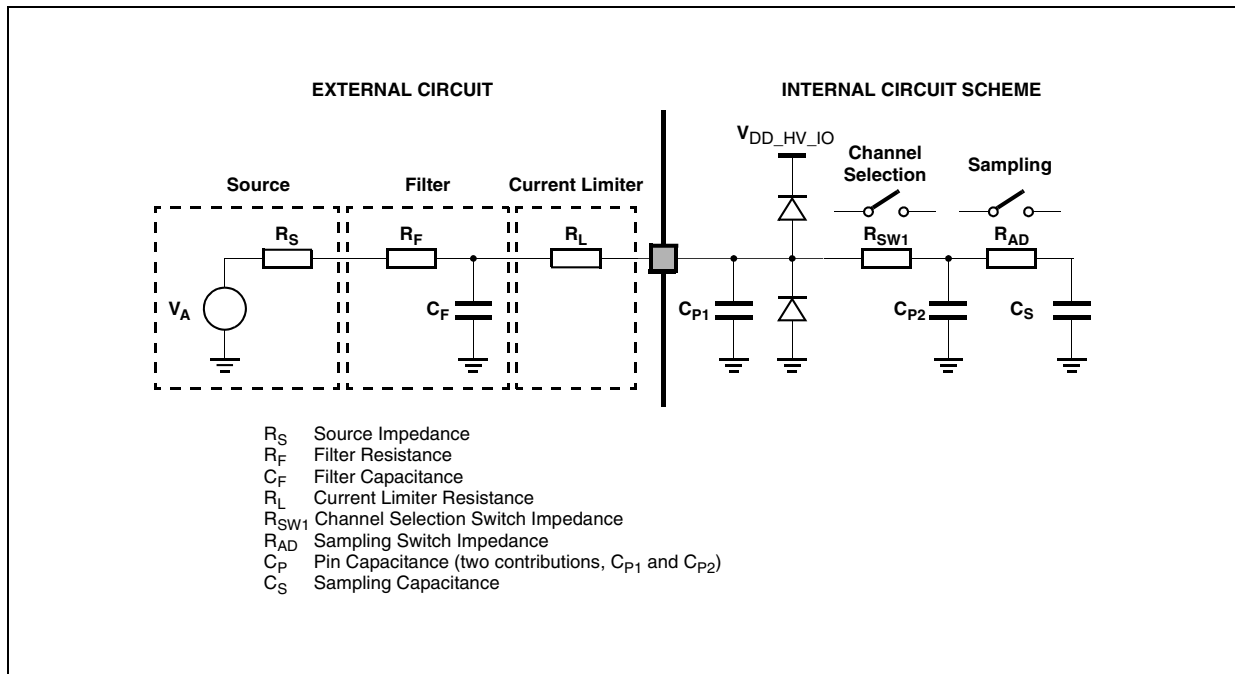 EXTERNAL CIRCUIT
INTERNAL CIRCUIT SCHEME
VDD_HV_IO
Channel
Selection
Sampling
Source
Filter
Current Limiter
RS
RF
RL
RSW1
RAD
VA
CF
CP1
CP2
CS
RS Source Impedance
RF Filter Resistance
CF Filter Capacitance
RL Current Limiter Resistance
RSW1 Channel Selection Switch Impedance
RAD Sampling Switch Impedance
CP Pin Capacitance (two contributions, CP1 and CP2)
CS Sampling Capacitance